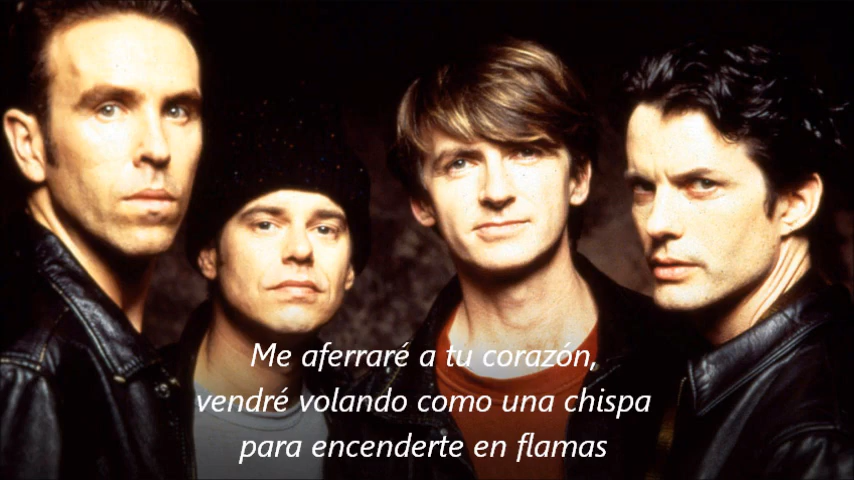 Me aferraré a tu corazón,
vendré volando como una chispa
para encenderte en flamas